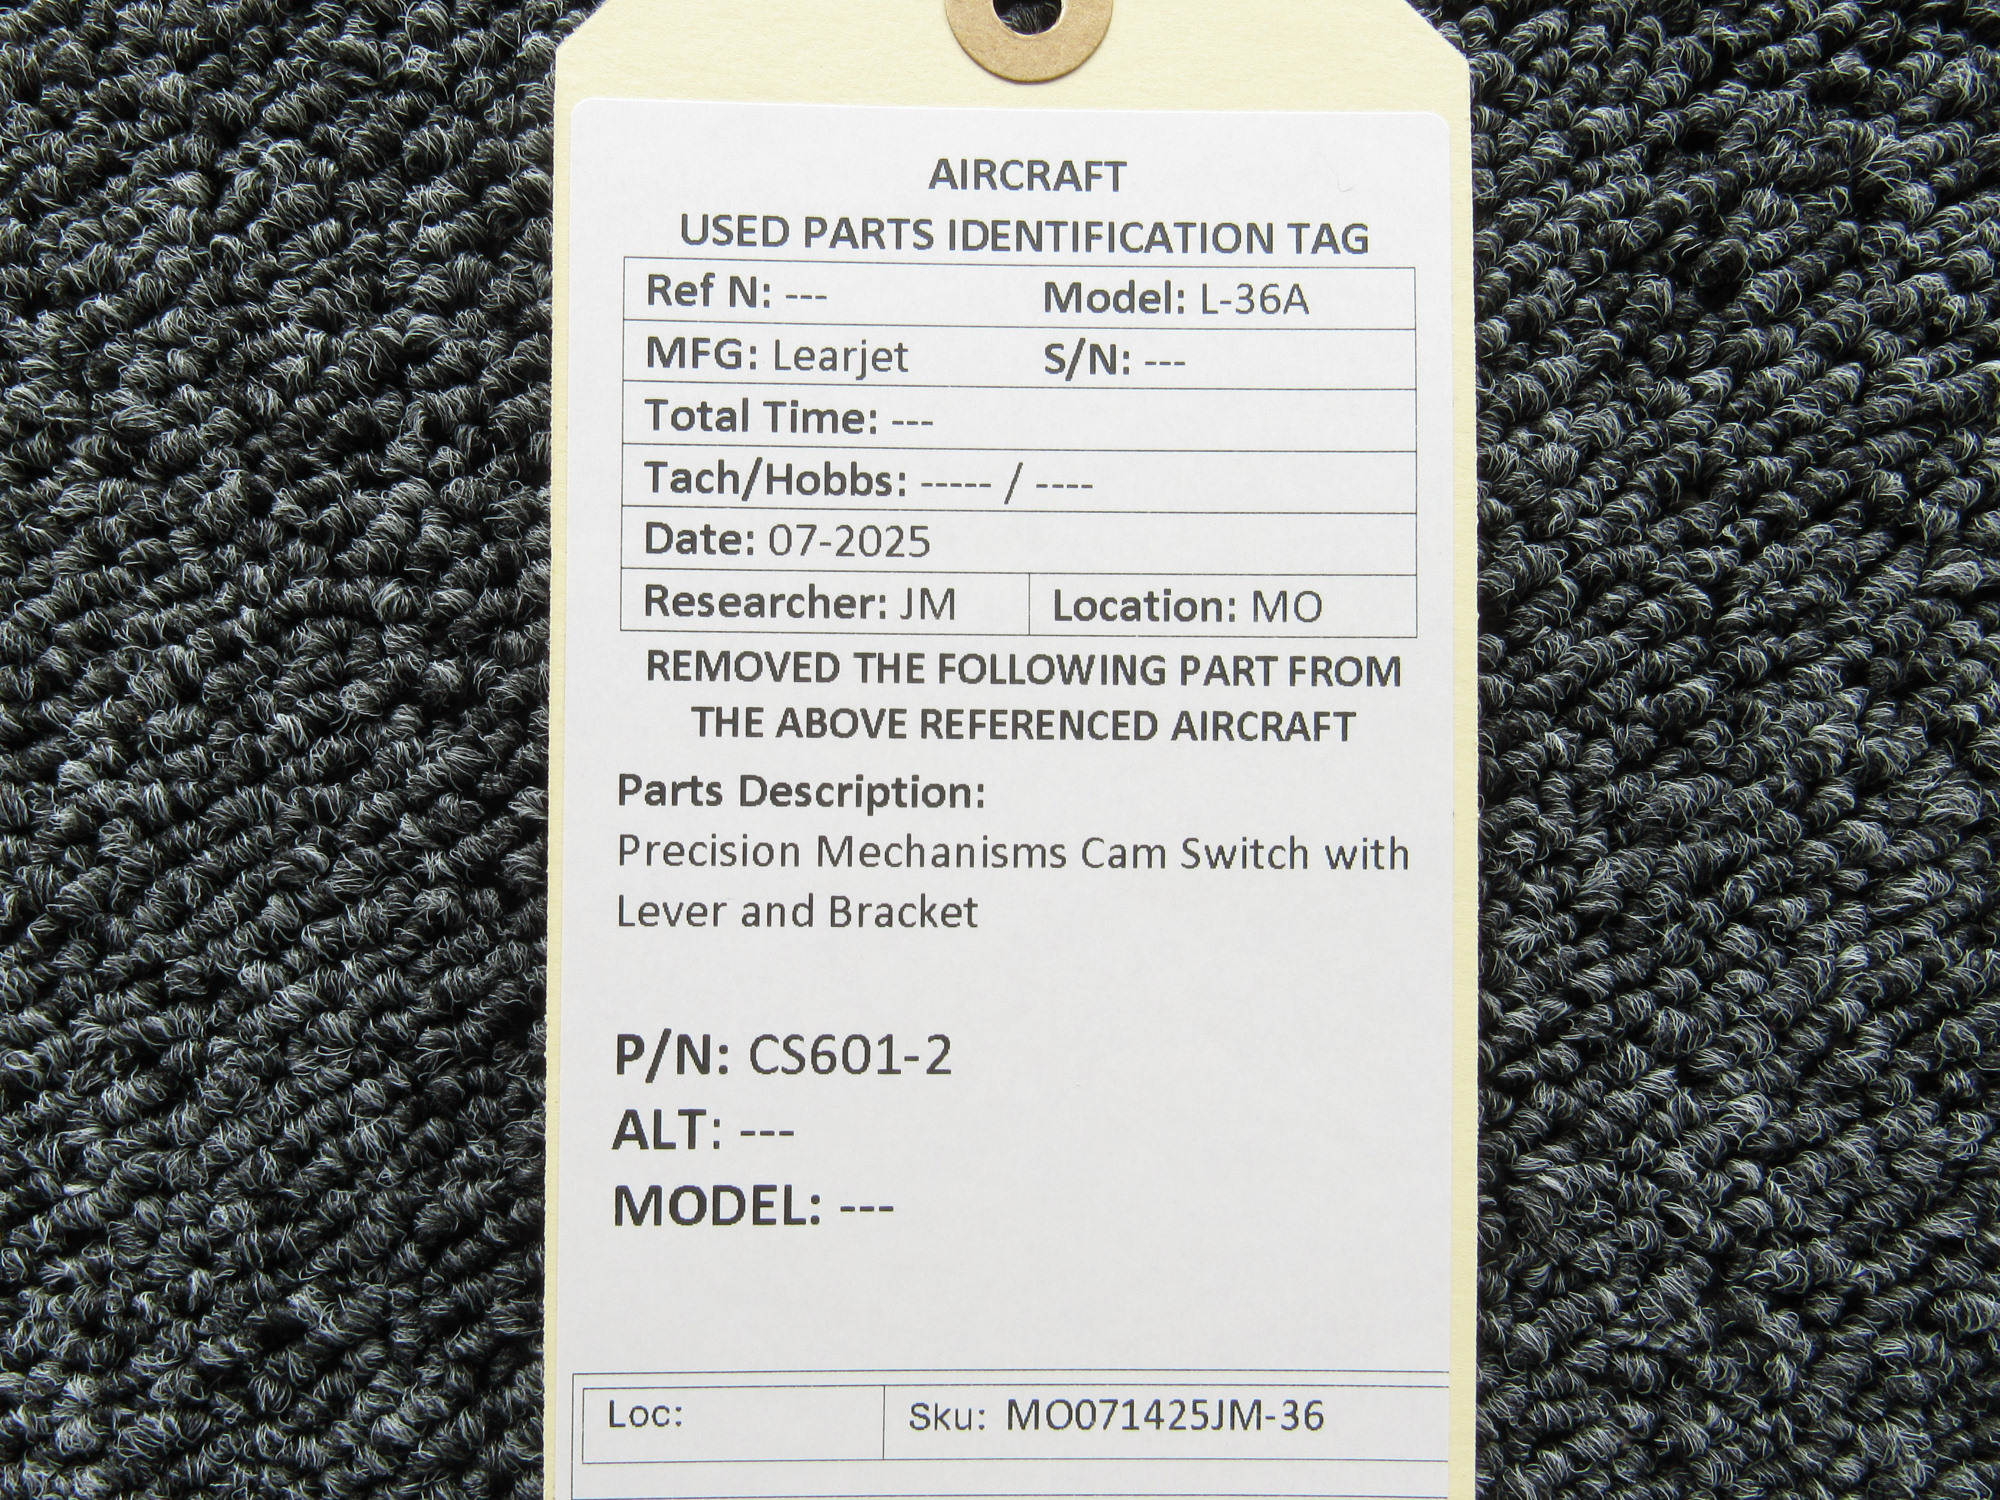 AIRCRAFT
USED PARTS IDENTIFICATION TAG
Ref N: --- Model: L-36A
MFG: Learjet S/N: ---
Total Time: ---
Tach/Hobbs: ----- / ----
Date: 07-2025
Researcher: JM Location: MO
REMOVED THE FOLLOWING PART FROM
THE ABOVE REFERENCED AIRCRAFT
Parts Description:
Precision Mechanisms Cam Switch with
Lever and Bracket
P/N: CS601-2
ALT: ---
MODEL: ---
Loc: Sku: MO071425JM-36